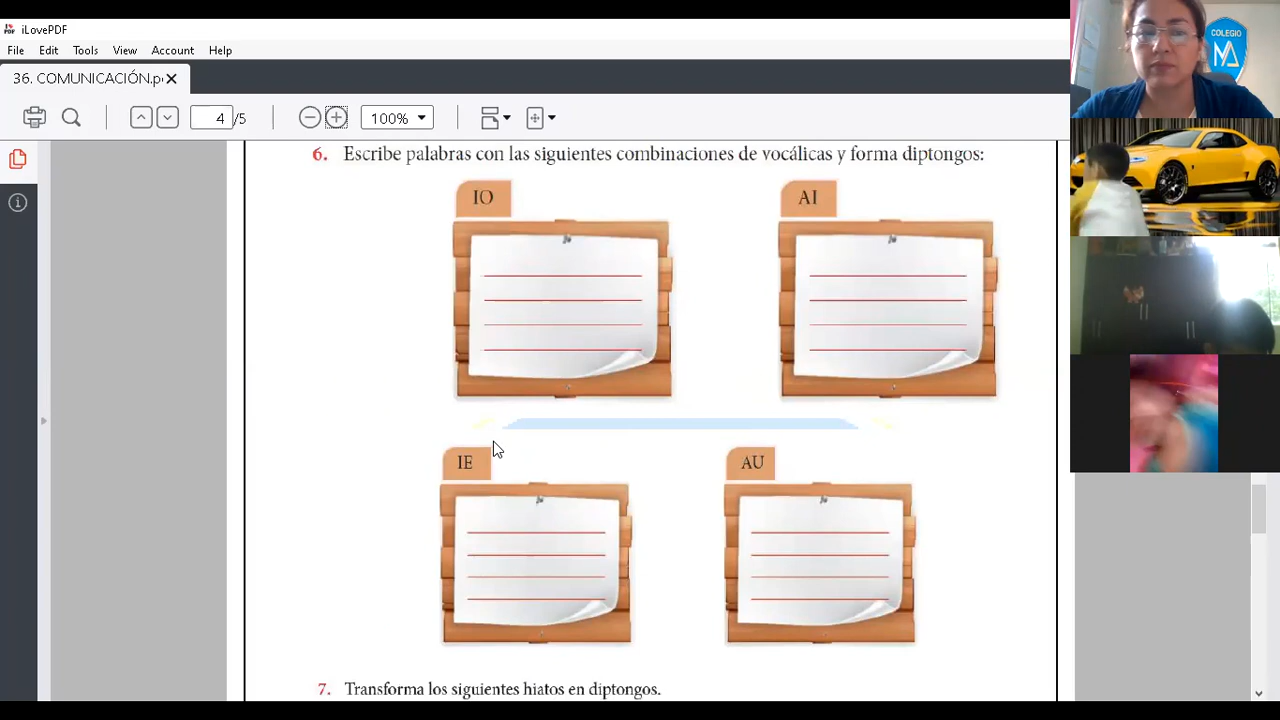 iLovePDF
File Edit Tools View Account Help
36. COMUNICACIÓN.p
4 /5 100%
COLEGIO
6. Escribe palabras con las siguientes combinaciones de vocálicas y forma diptongos:
IO AI
IE AU
7. Transforma los siguientes hiatos en diptongos.